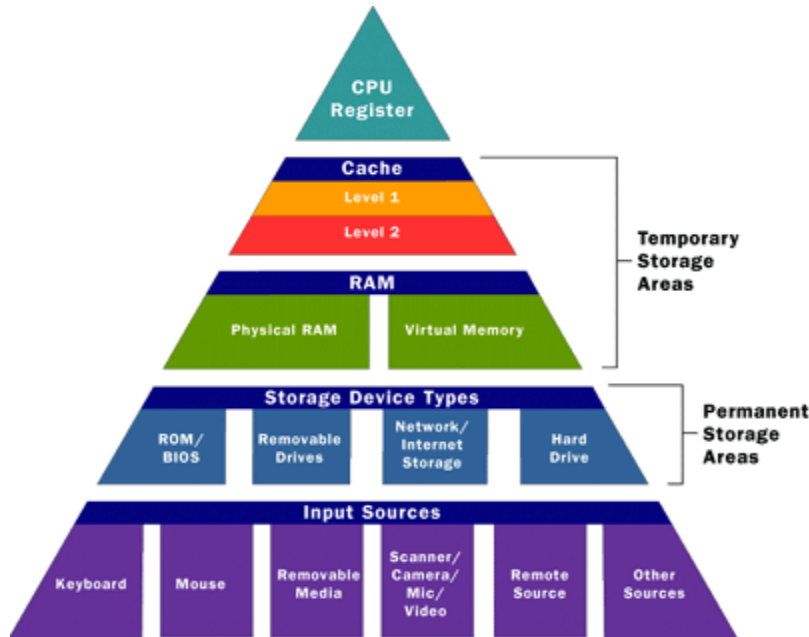 CPU
Register
Cache
Level 1
Level 2
Temporary
Storage
Areas
RAM
Physical RAM
Virtual Memory
Storage Device Types
ROM/
BIOS
Removable
Drives
Network/
Internet
Storage
Hard
Drive
Permanent
Storage
Areas
Input Sources
Keyboard
Mouse
Removable
Media
Scanner/
Camera/
Mic/
Video
Remote
Source
Other
Sources